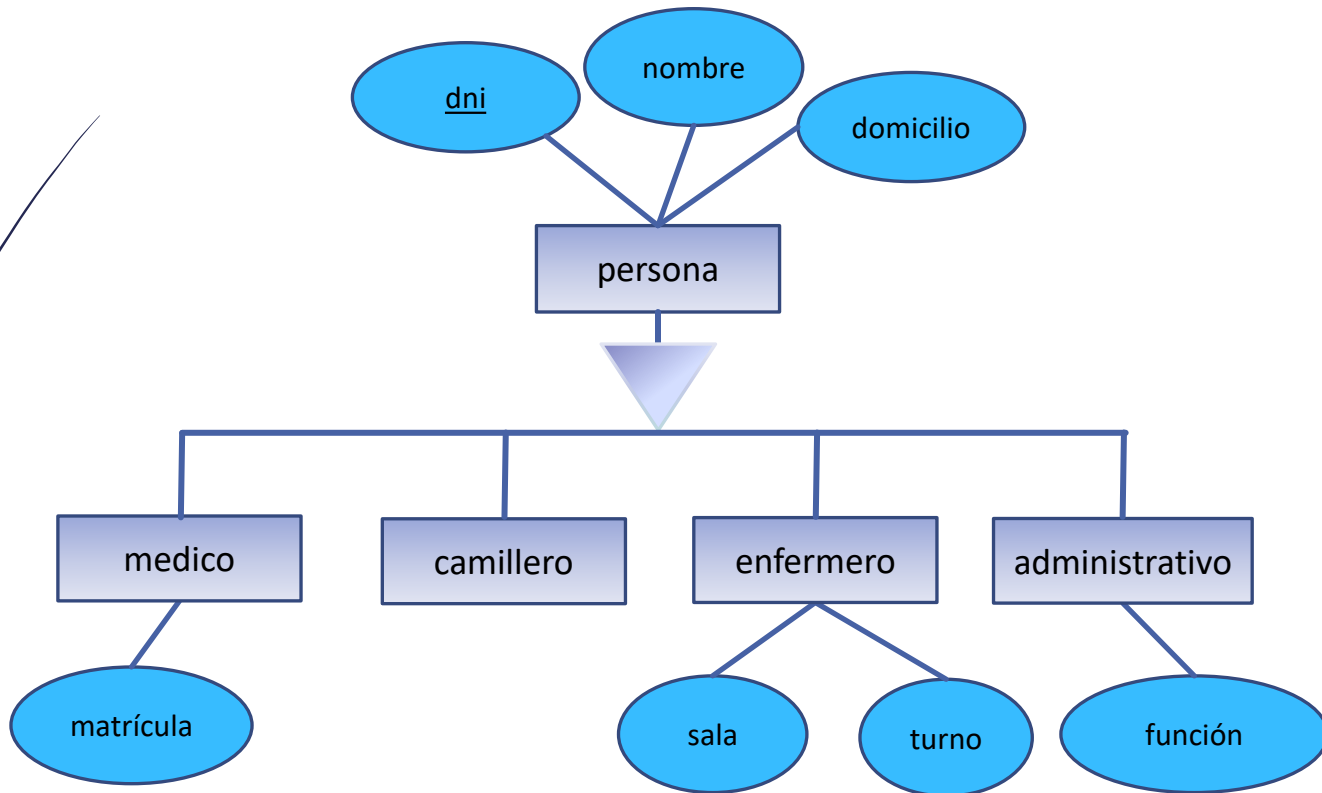 nombre
dni
domicilio
persona
medico
camillero
enfermero
administrativo
matrícula
sala
turno
función